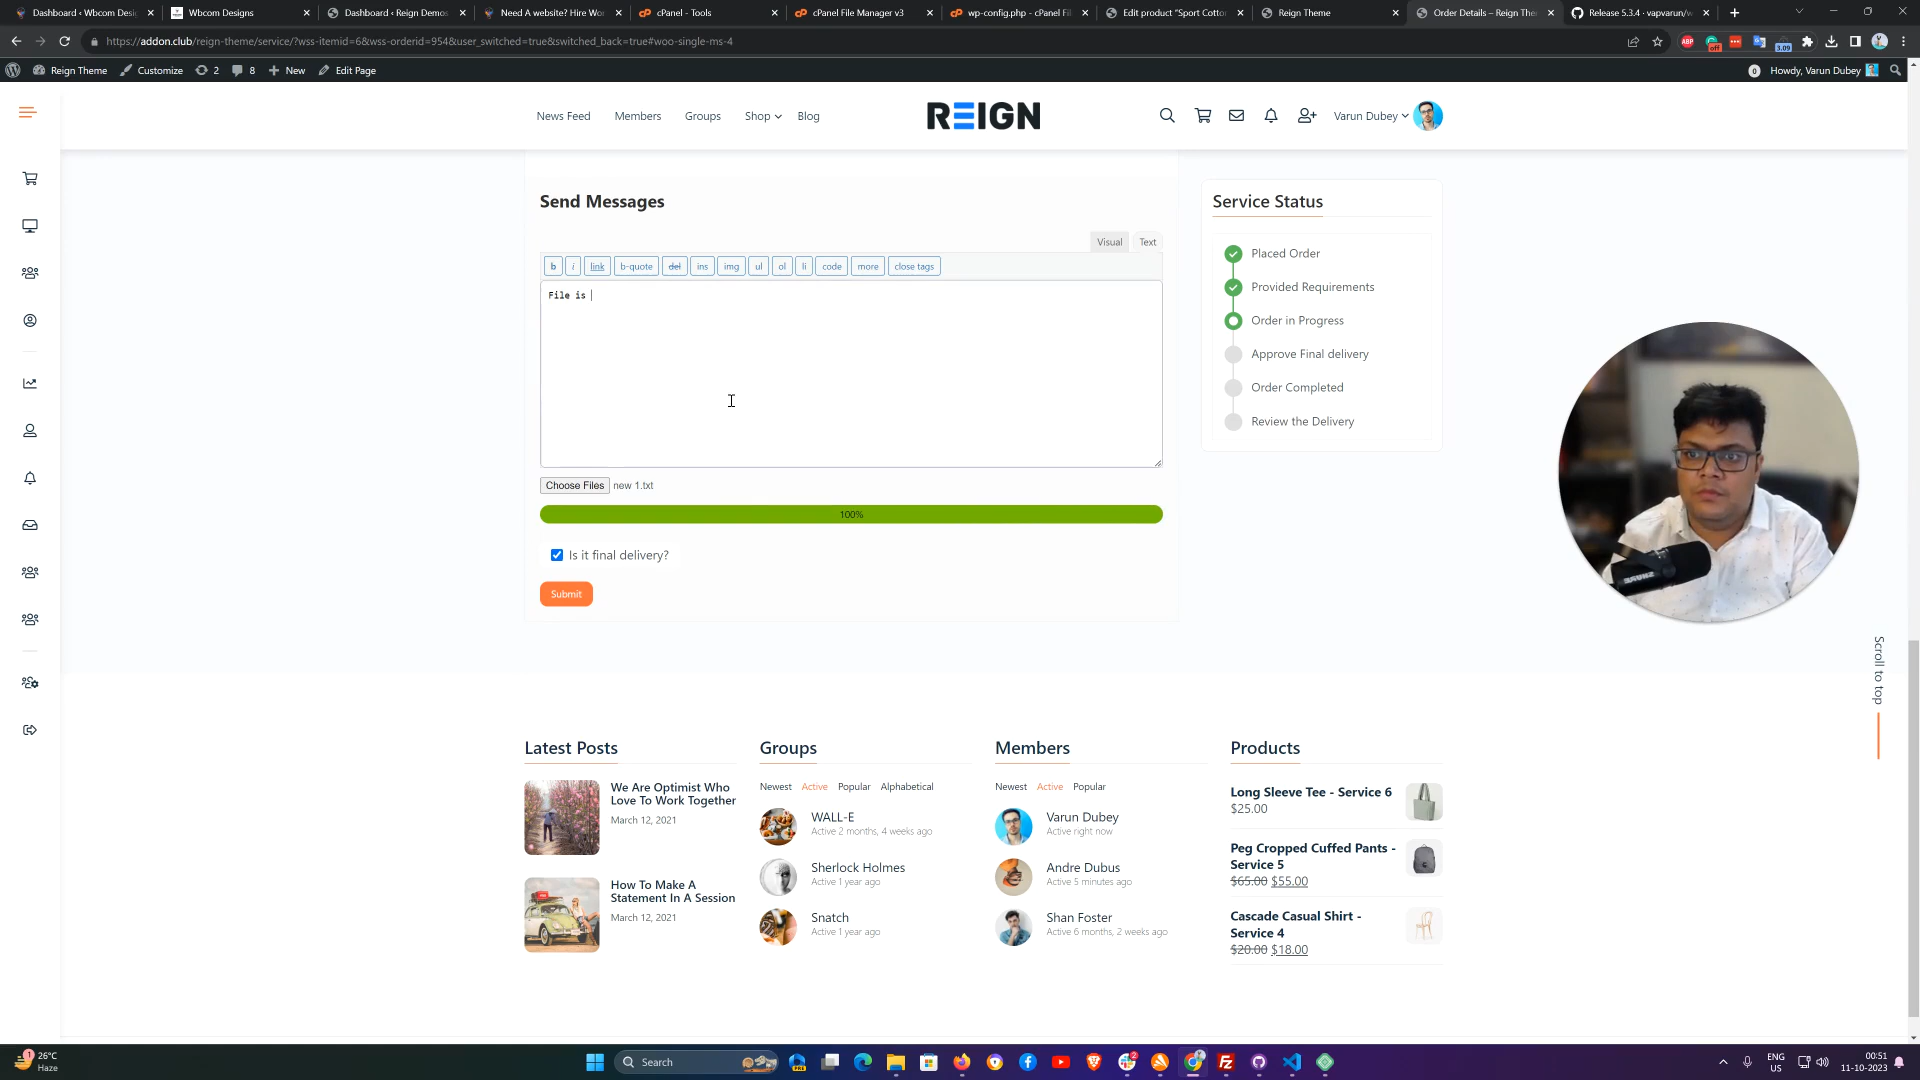 Dashboard ‹ Wbcom Desi
Wbcom Designs
Dashboard ‹ Reign Demos
Need A website? Hire Wo
cPanel - Tools
cPanel File Manager v3
wp-config.php - cPanel Fi
Edit product "Sport Cotto
Reign Theme
Order Details – Reign The
Release 5.3.4 · vapvarun/w
https://addon.club/reign-theme/service/?wss-itemid=6&wss-orderid=954&user_switched=true&switched_back=true#woo-single-ms-4
ABP
off
3.09
Reign Theme
Customize
2
8
New
Edit Page
0
Howdy, Varun Dubey
News Feed
Members
Groups
Shop
Blog
REIGN
Varun Dubey
Send Messages
Visual
Text
b
i
link
b-quote
del
ins
img
ul
ol
li
code
more
close tags
File is
Choose Files
new 1.txt
100%
Is it final delivery?
Submit
Service Status
Placed Order
Provided Requirements
Order in Progress
Approve Final delivery
Order Completed
Review the Delivery
SHURE
Scroll to top
Latest Posts
We Are Optimist Who
Love To Work Together
March 12, 2021
How To Make A
Statement In A Session
March 12, 2021
Groups
Newest
Active
Popular
Alphabetical
WALL-E
Active 2 months, 4 weeks ago
Sherlock Holmes
Active 1 year ago
Snatch
Active 1 year ago
Members
Newest
Active
Popular
Varun Dubey
Active right now
Andre Dubus
Active 5 minutes ago
Shan Foster
Active 6 months, 2 weeks ago
Products
Long Sleeve Tee - Service 6
$25.00
Peg Cropped Cuffed Pants -
Service 5
$65.00 $55.00
Cascade Casual Shirt -
Service 4
$20.00 $18.00
1
26°C
Haze
Search
PRE
2
ENG
US
00:51
11-10-2023